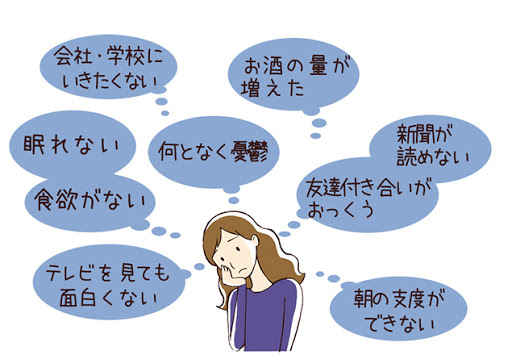 会社・学校に
いきたくない
お酒の量が
増えた
眠れない
何となく憂鬱
新聞が
読めない
食欲がない
友達付き合いが
おっくう
テレビを見ても
面白くない
朝の支度が
できない